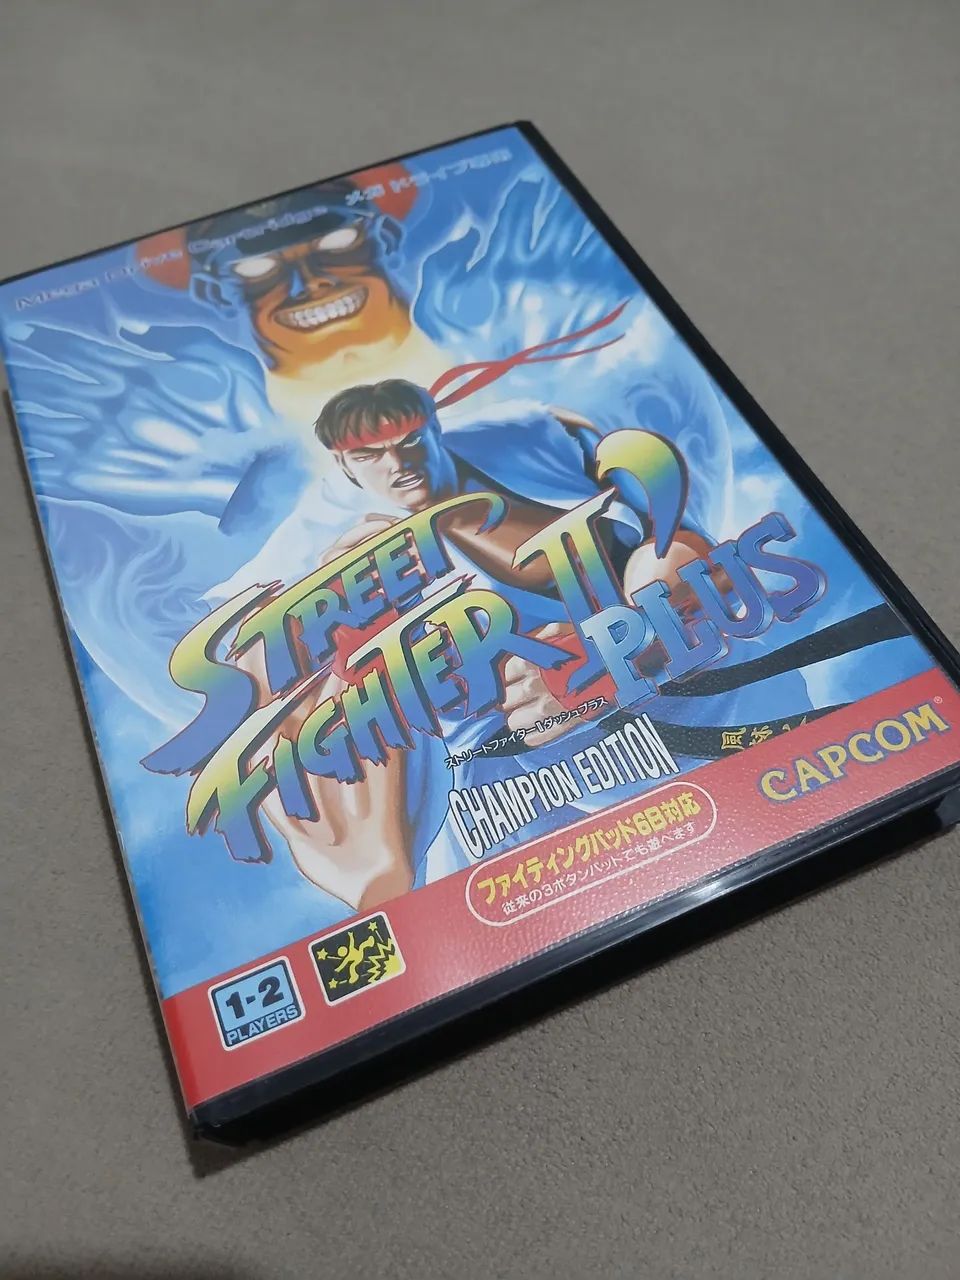 Mega Drive Cartridge メガドライブ専用
STREET
FIGHTER II'
PLUS
ストリートファイターIIダッシュプラス
CHAMPION EDITION
CAPCOM®
ファイティングパッド6B対応
従来の3ボタンパットでも遊べます
1-2
PLAYERS